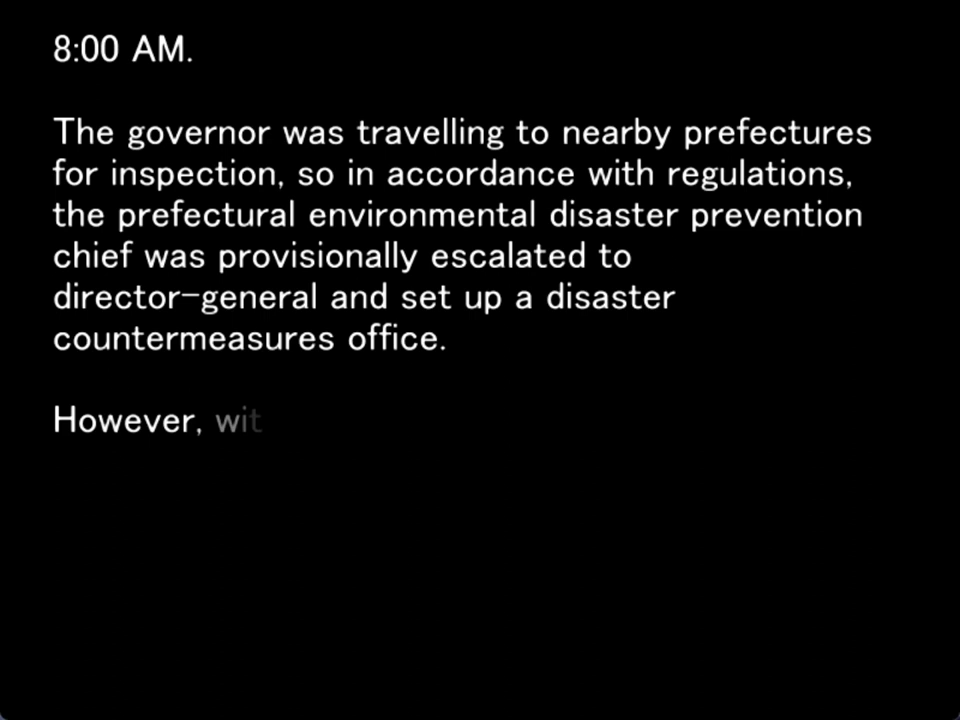 8:00 AM.
The governor was travelling to nearby prefectures
for inspection, so in accordance with regulations,
the prefectural environmental disaster prevention
chief was provisionally escalated to
director-general and set up a disaster
countermeasures office.
However, wit